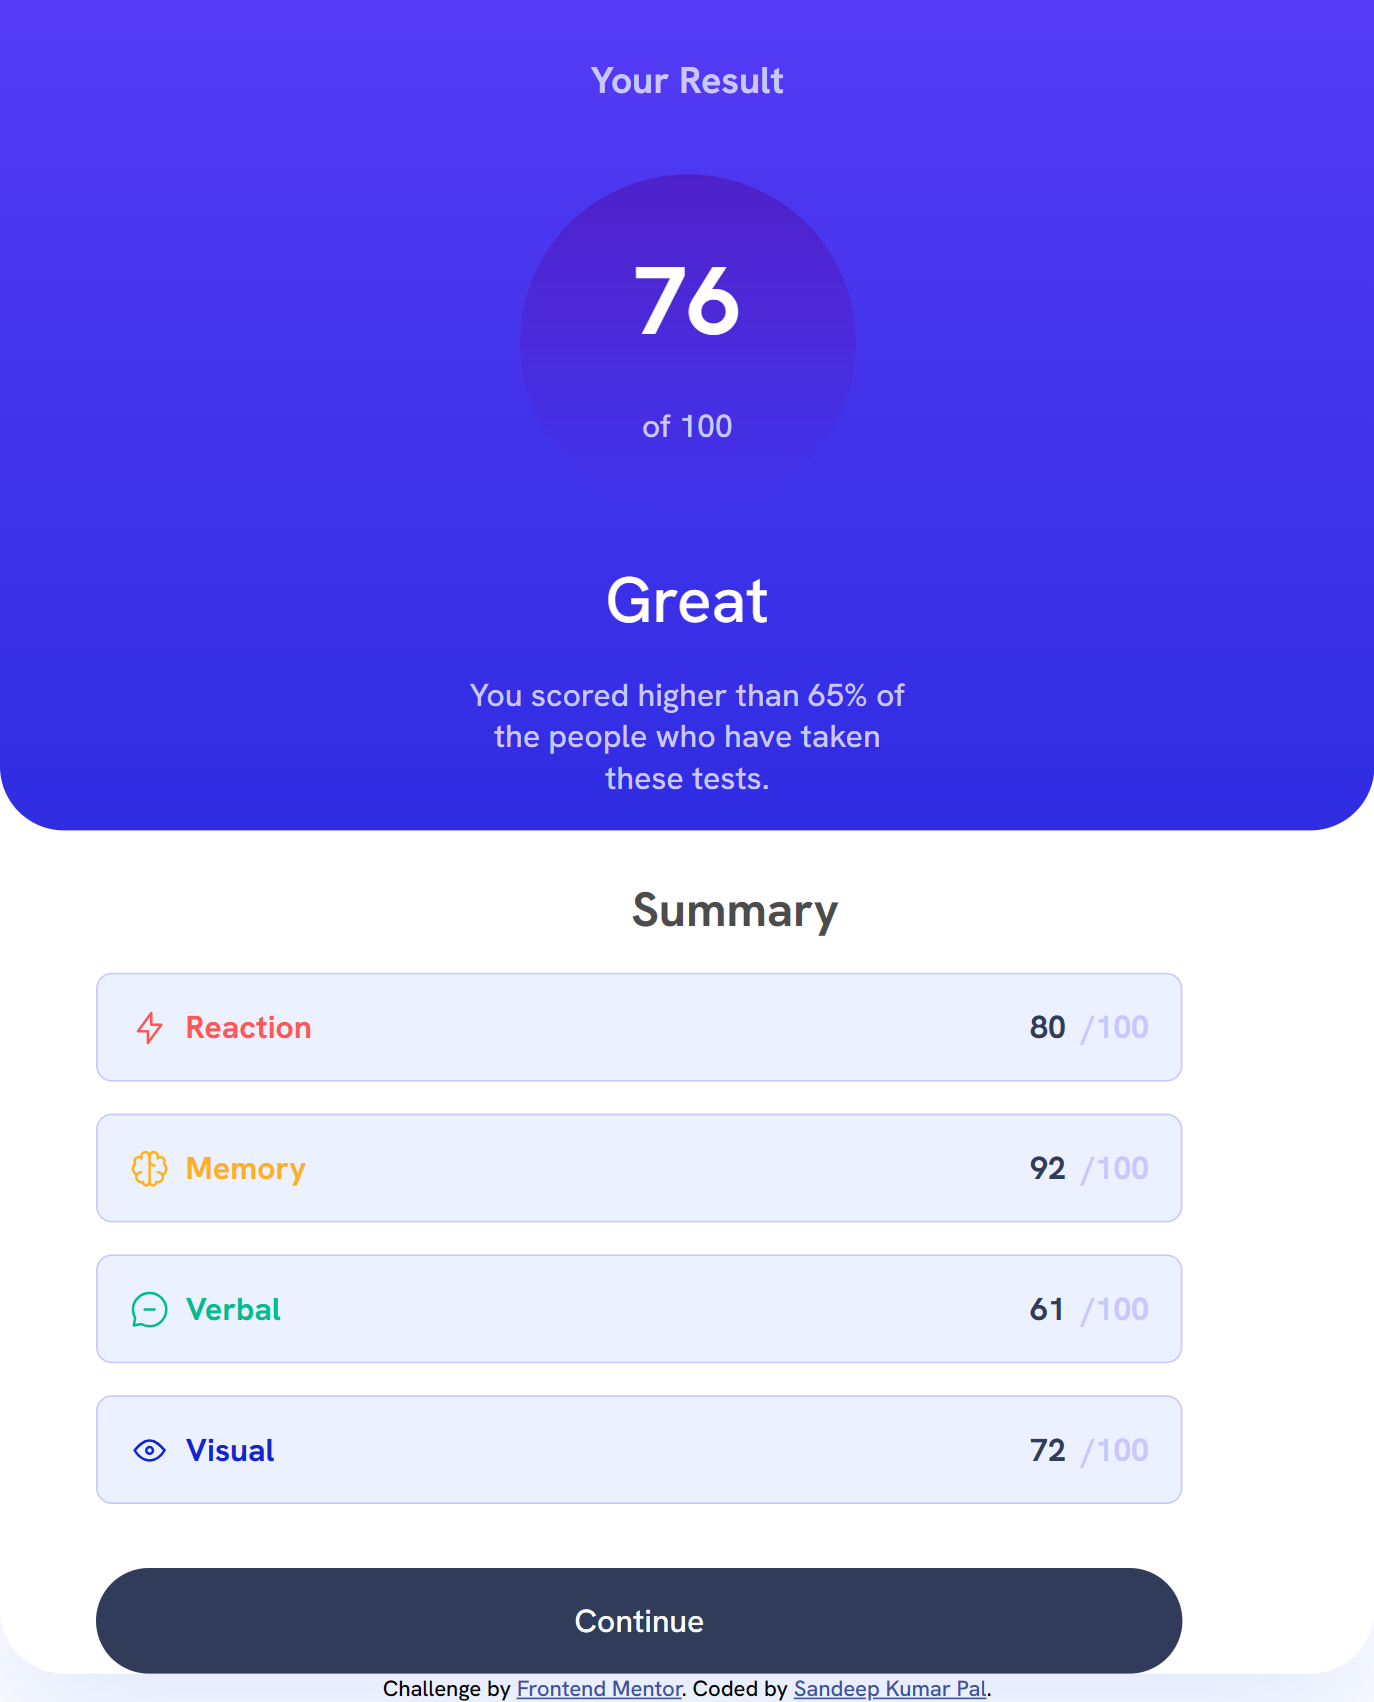 Your Result
76
of 100
Great
You scored higher than 65% of
the people who have taken
these tests.
Summary
Reaction 80 /100
Memory 92 /100
Verbal 61 /100
Visual 72 /100
Continue
Challenge by Frontend Mentor. Coded by Sandeep Kumar Pal.